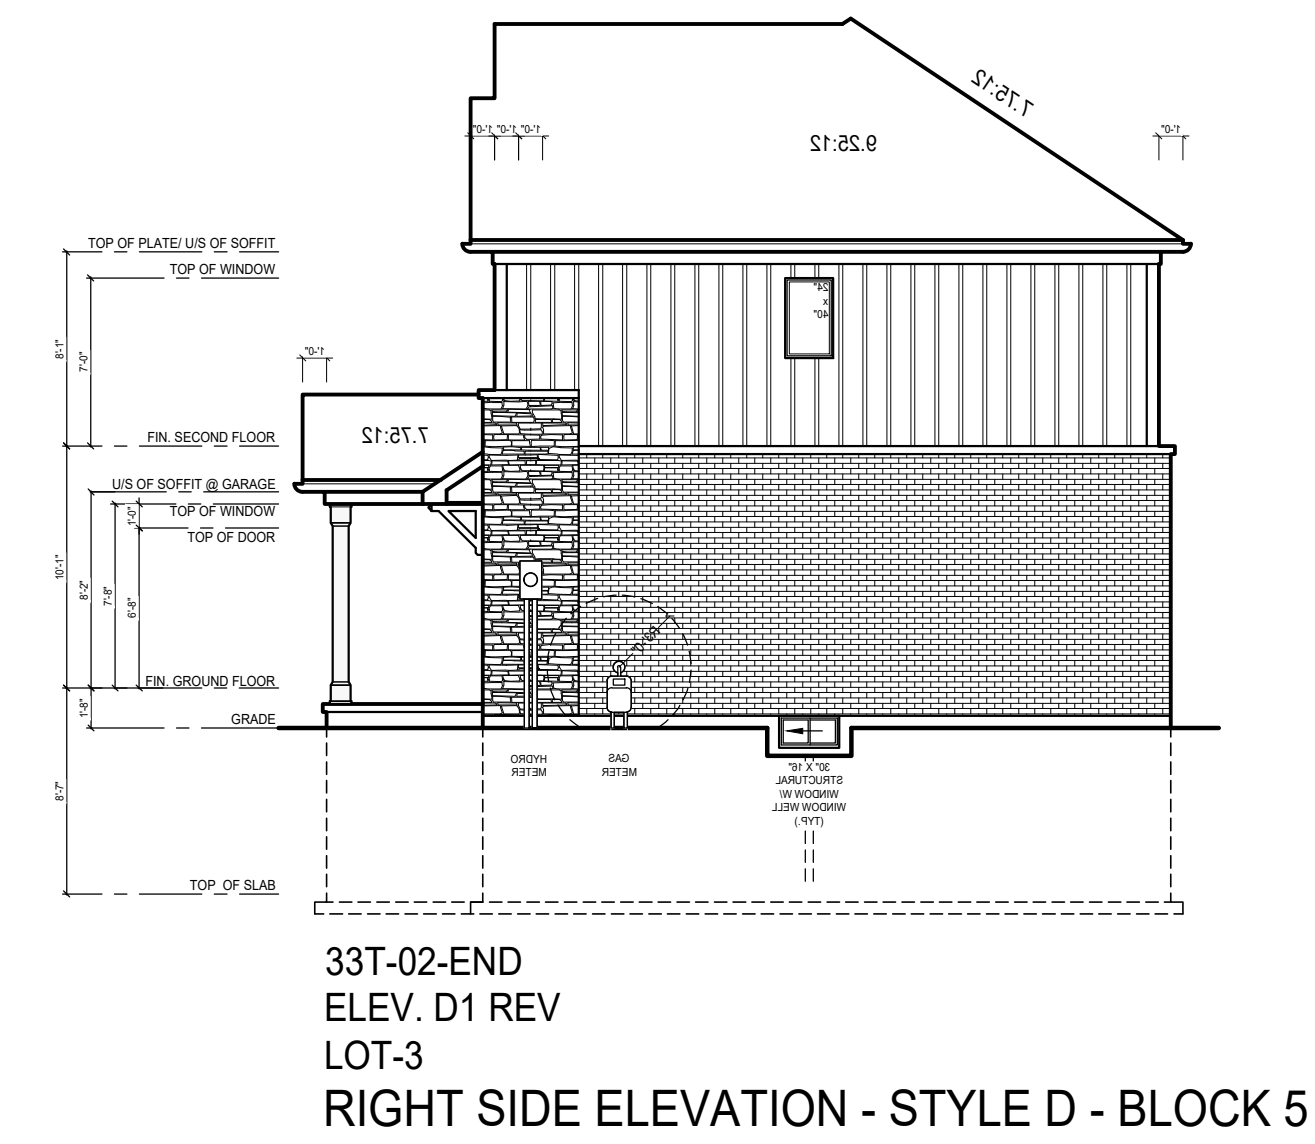 7.75:12
1'-0" 1'-0" 1'-0"
1'-0"
9.25:12
TOP OF PLATE/ U/S OF SOFFIT
TOP OF WINDOW
24"
x
40"
8'-1"
7'-0"
1'-0"
7.75:12
FIN. SECOND FLOOR
U/S OF SOFFIT @ GARAGE
TOP OF WINDOW
1'-0"
TOP OF DOOR
10'-1"
8'-2"
7'-8"
6'-8"
R3'-0"
FIN. GROUND FLOOR
1'-8"
GRADE
HYDRO
METER
GAS
METER
30" X 16"
STRUCTURAL
WINDOW W/
WINDOW WELL
(TYP.)
8'-7"
TOP OF SLAB
33T-02-END
ELEV. D1 REV
LOT-3
RIGHT SIDE ELEVATION - STYLE D - BLOCK 5